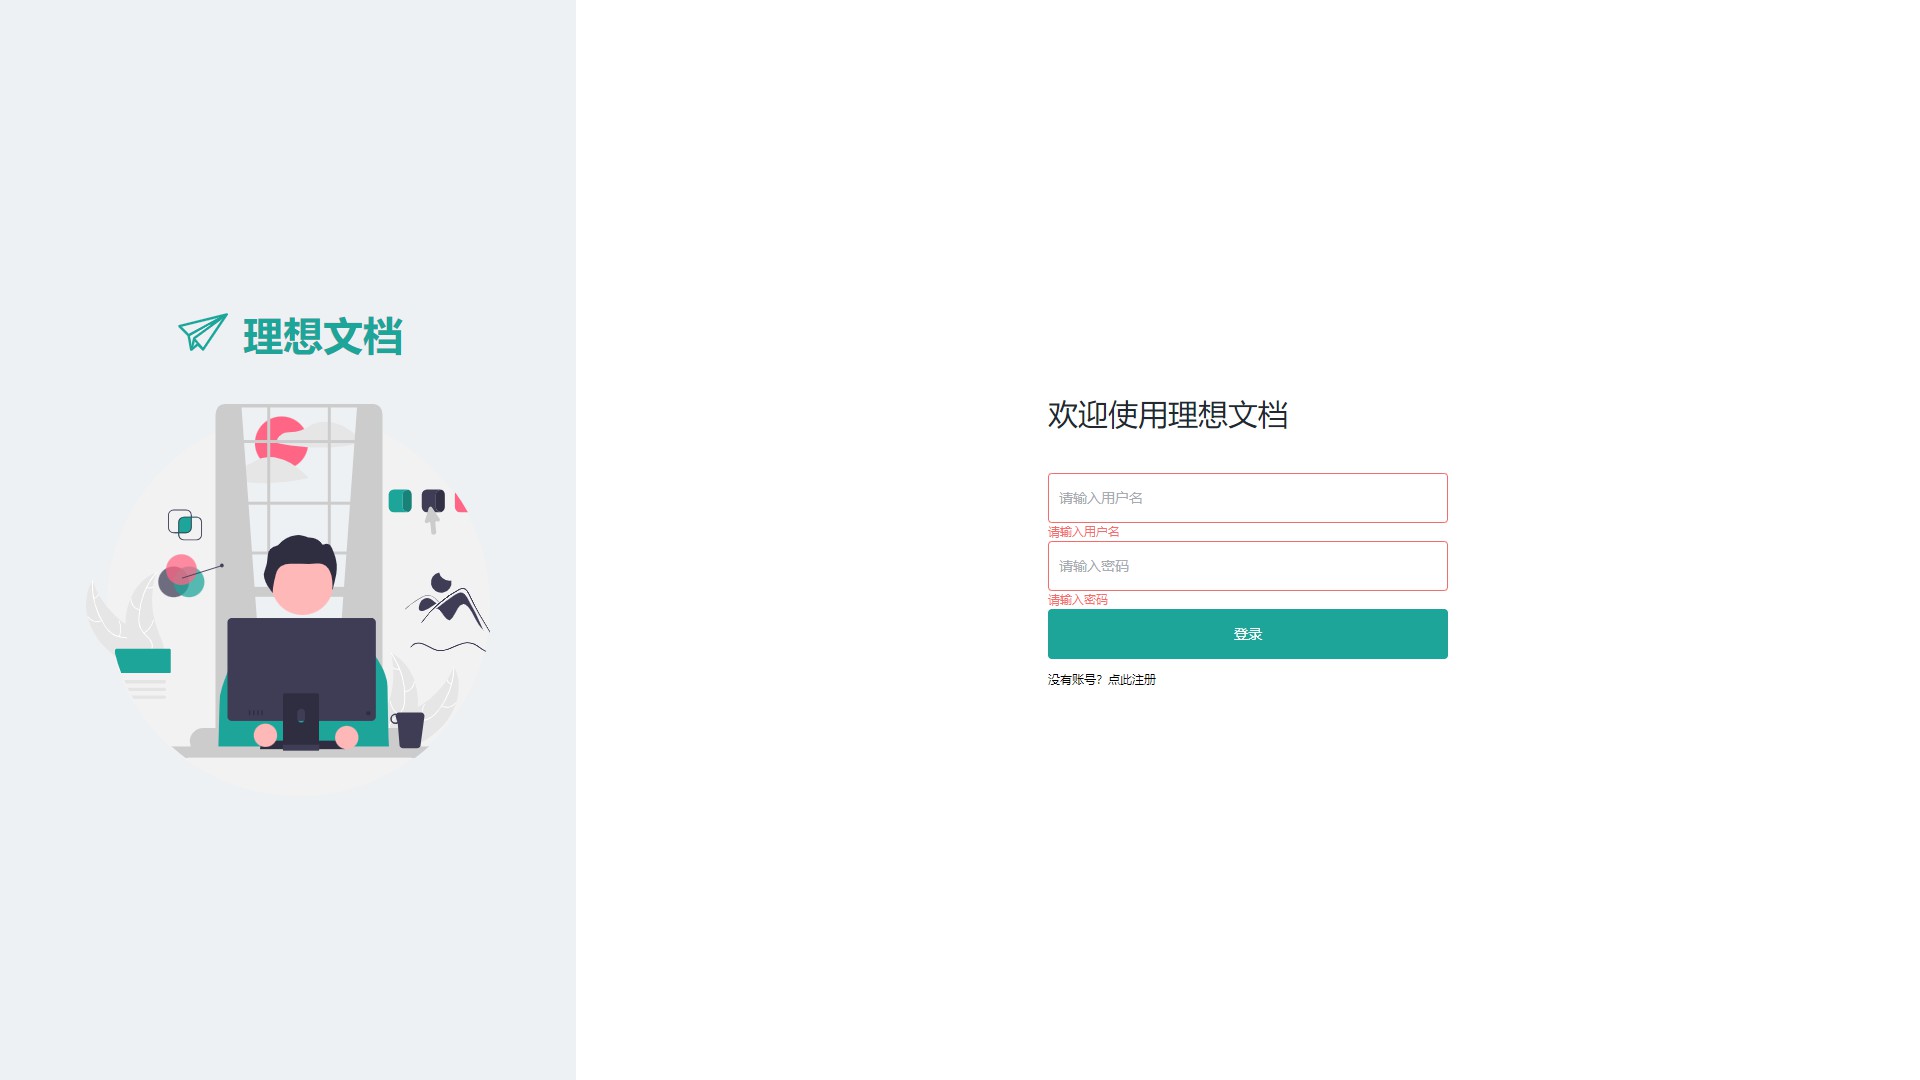 理想文档
欢迎使用理想文档
请输入用户名
请输入用户名
请输入密码
请输入密码
登录
没有账号？点此注册